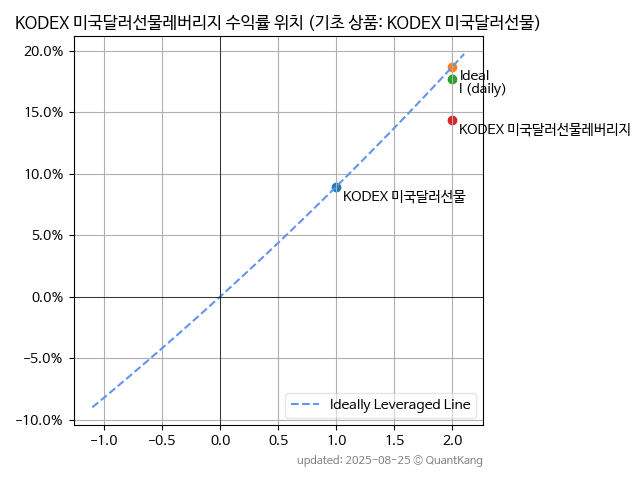 KODEX 미국달러선물레버리지 수익률 위치 (기초 상품: KODEX 미국달러선물)
20.0%
15.0%
10.0%
5.0%
0.0%
−5.0%
−10.0%
Ideal
I (daily)
KODEX 미국달러선물레버리지
KODEX 미국달러선물
Ideally Leveraged Line
−1.0 −0.5 0.0 0.5 1.0 1.5 2.0
updated: 2025-08-25 © QuantKang